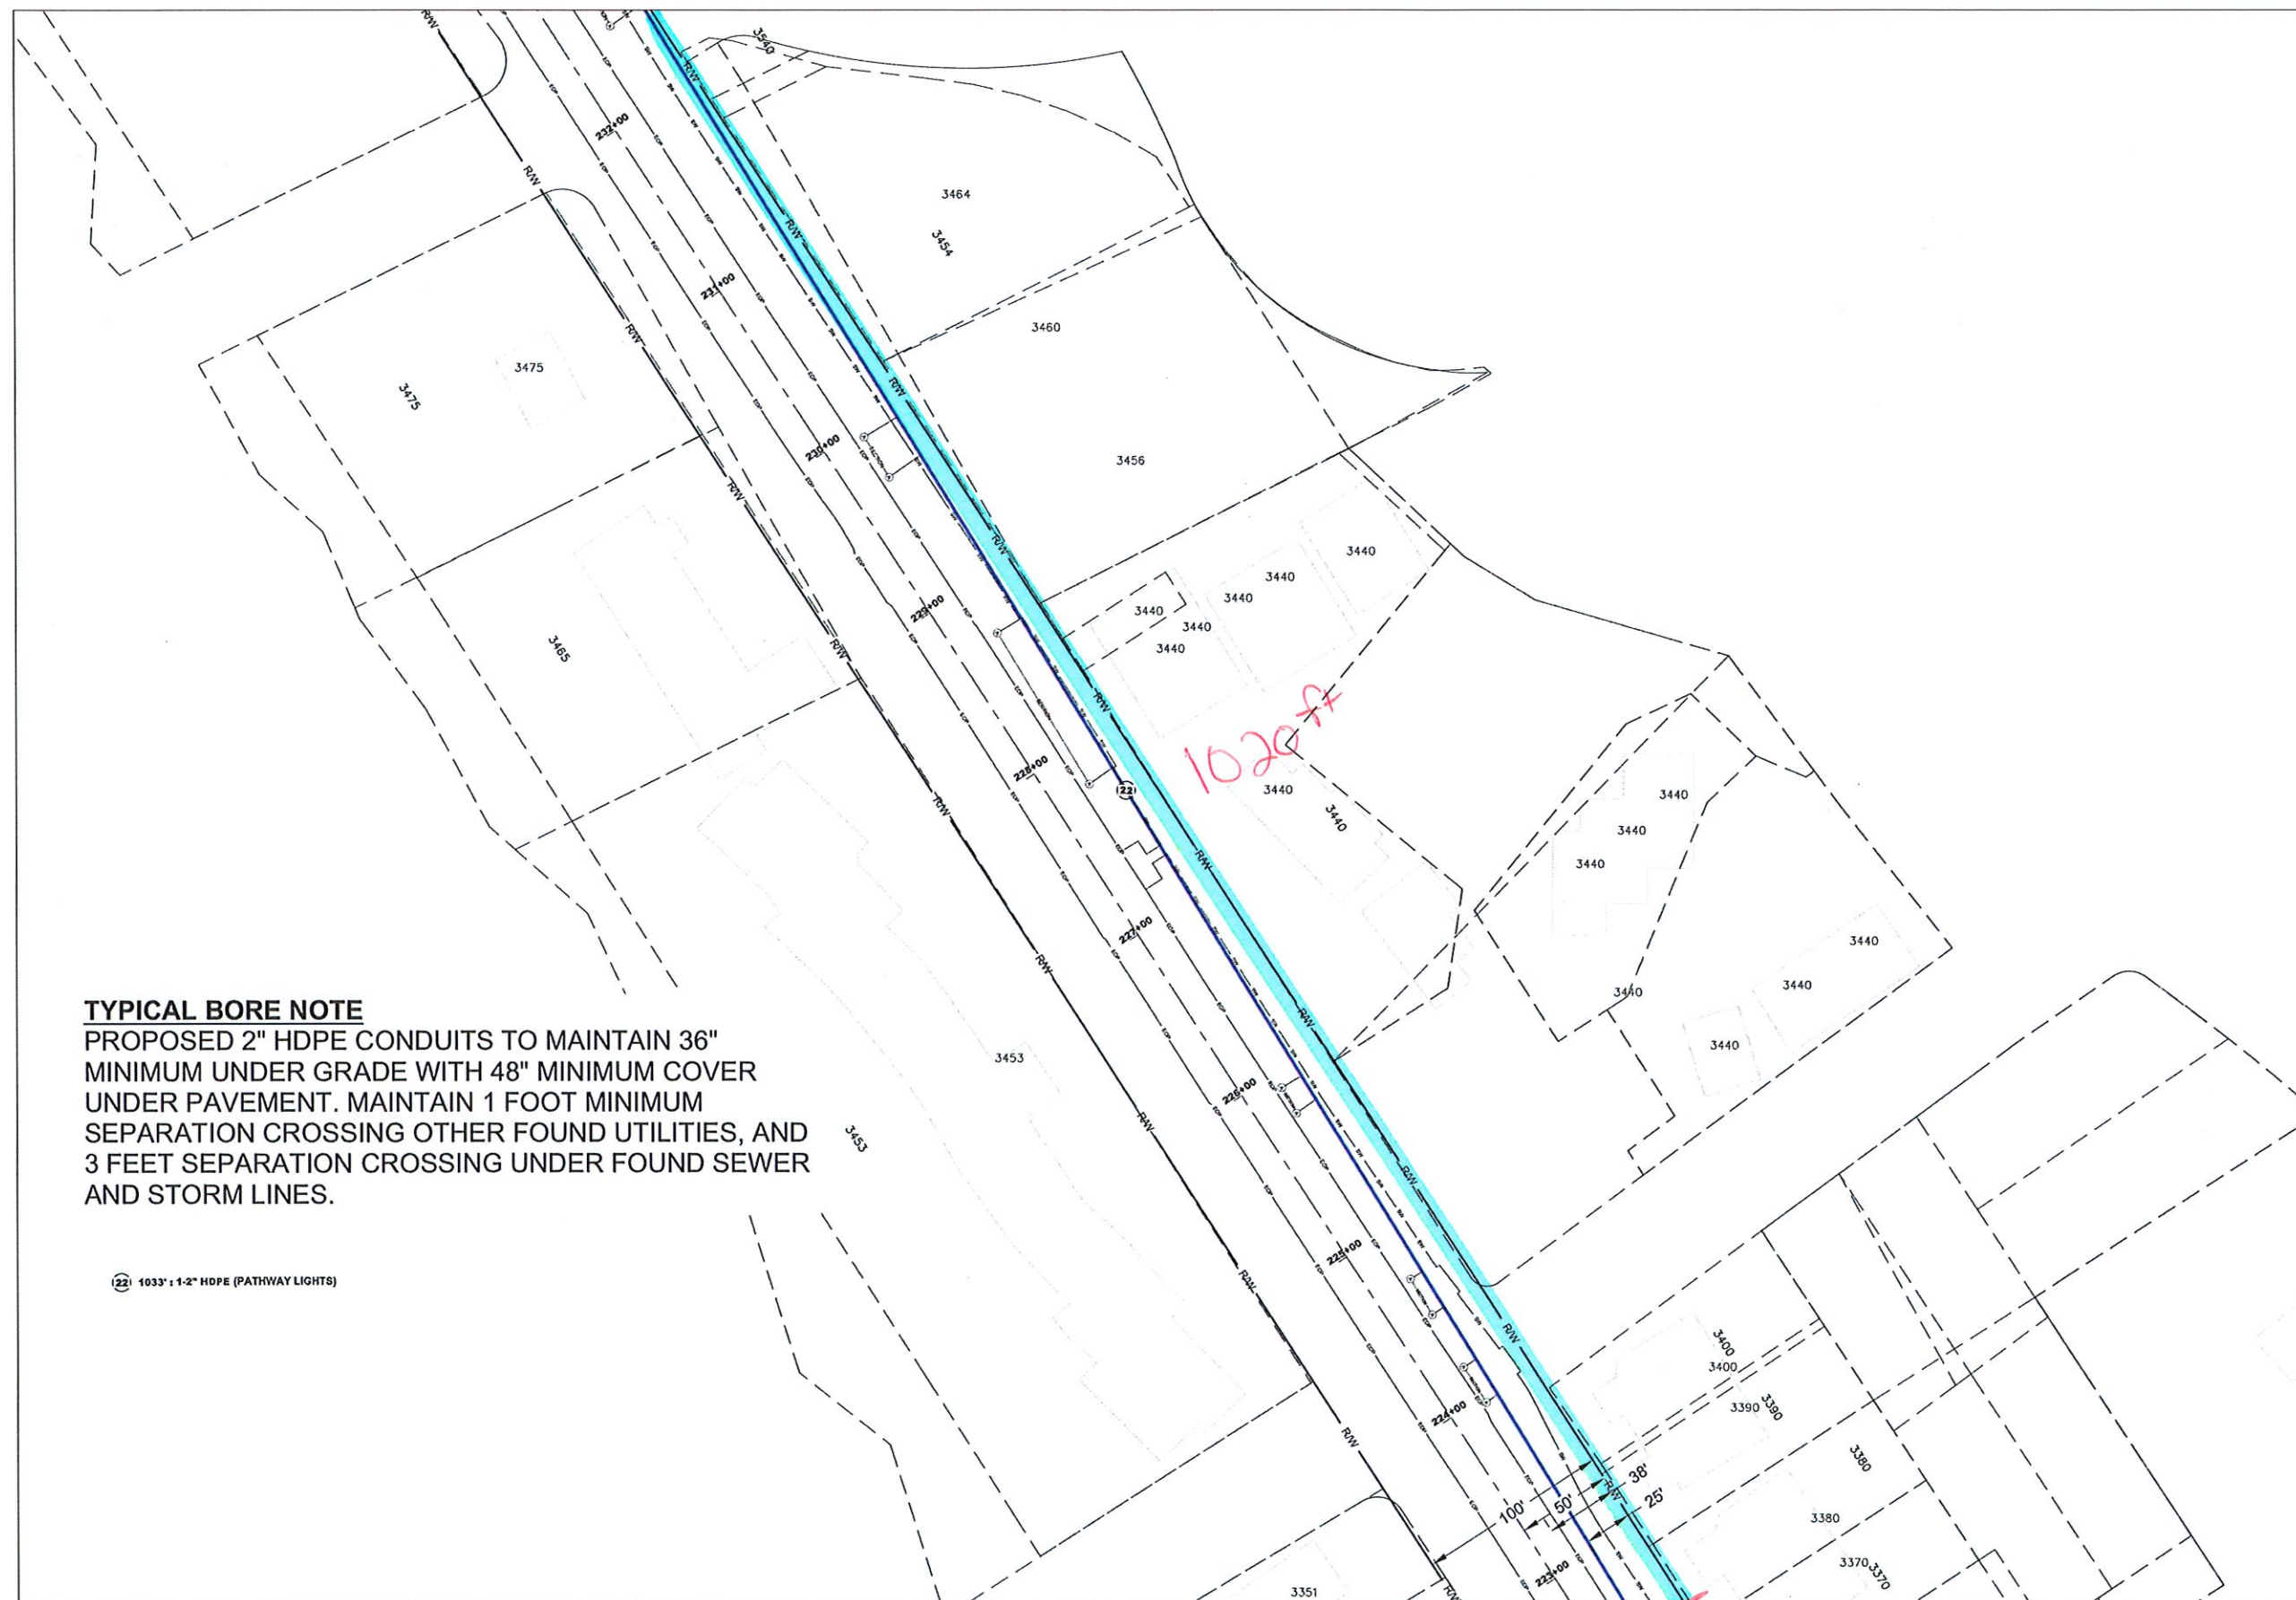 R/W
3540
R/W
232+00
R/W
3464
R/W
3454
231+00
R/W
3460
3475
3475
R/W
230+00
3456
R/W
R/W
3440
3440
3440
3440
3440
3440
229+00
3465
R/W
R/W
1020 ft
228+00
22
3440
3440
3440
3440
3440
R/W
R/W
227+00
3440
R/W
3440
3440
TYPICAL BORE NOTE
PROPOSED 2" HDPE CONDUITS TO MAINTAIN 36"
MINIMUM UNDER GRADE WITH 48" MINIMUM COVER
UNDER PAVEMENT. MAINTAIN 1 FOOT MINIMUM
SEPARATION CROSSING OTHER FOUND UTILITIES, AND
3 FEET SEPARATION CROSSING UNDER FOUND SEWER
AND STORM LINES.
R/W
3440
3453
226+00
R/W
3453
R/W
225+00
R/W
22 1033' : 1-2" HDPE (PATHWAY LIGHTS)
R/W
3400
3400
3390
3390
224+00
R/W
3380
38'
R/W
25'
50'
100'
3380
223+00
3370
3370
3351
R/W
EOP
SW